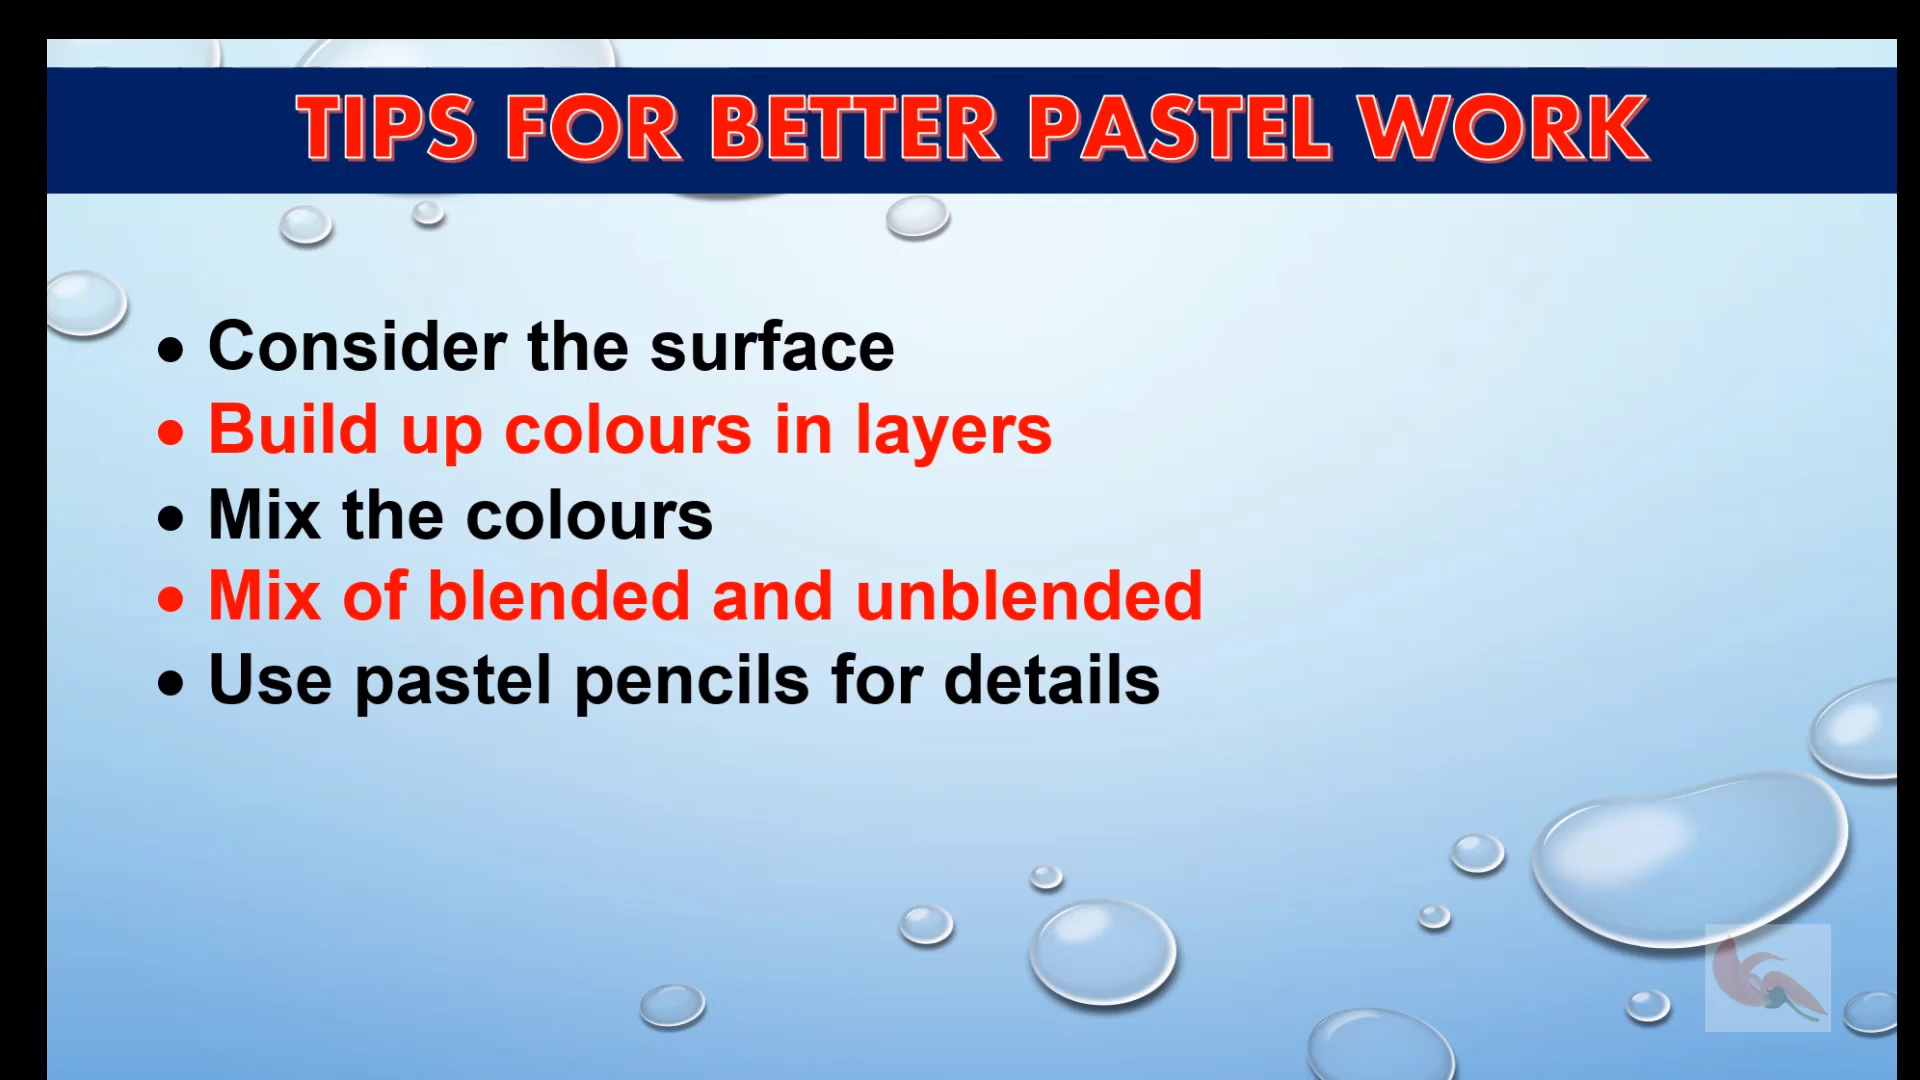 TIPS FOR BETTER PASTEL WORK
• Consider the surface
• Build up colours in layers
• Mix the colours
• Mix of blended and unblended
• Use pastel pencils for details